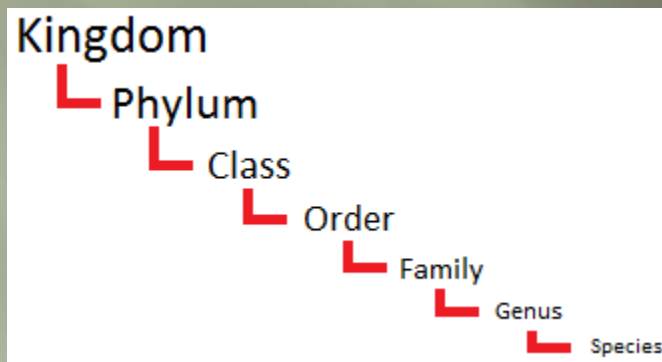 Kingdom
Phylum
Class
Order
Family
Genus
Species